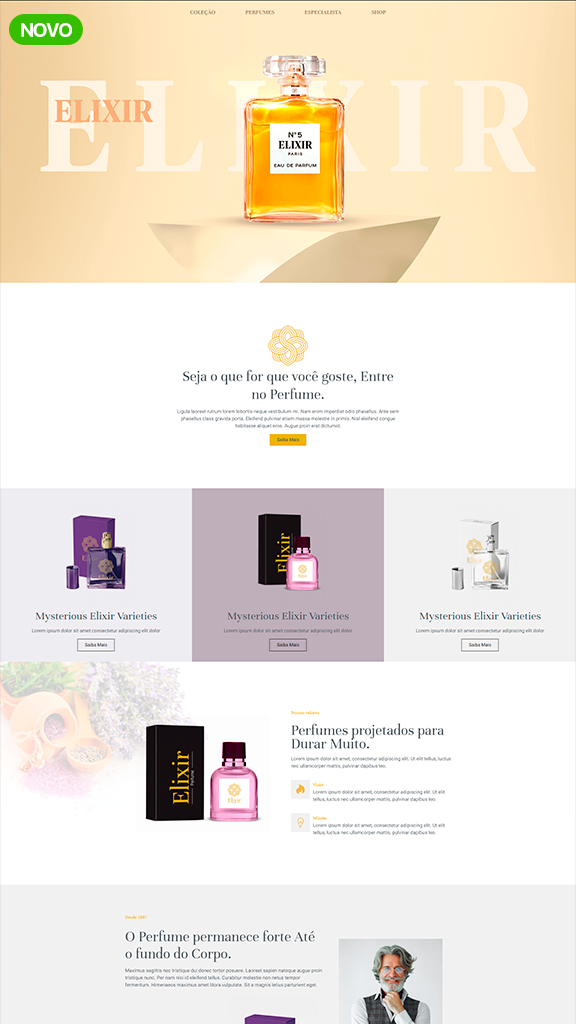 NOVO
COLEÇÃO PERFUMES ESPECIALISTA SHOP
ELIXIR
ELIXIR
Nº5
ELIXIR
PARIS
EAU DE PARFUM
Seja o que for que você goste, Entre
no Perfume.
Ligula laoreet rutrum lorem lobortis neque vestibulum mi. Nam enim imperdiet odio phasellus. Ante sem
phasellus class gravida porta. Eleifend pulvinar etiam massa molestie in primis. Nisl eleifend congue
habitasse aliquet eros. Augue proin erat dictumst.
Saiba Mais
Elixir
Mysterious Elixir Varieties
Lorem ipsum dolor sit amet consectetur adipiscing elit dolor
Saiba Mais
Mysterious Elixir Varieties
Lorem ipsum dolor sit amet consectetur adipiscing elit
Saiba Mais
Mysterious Elixir Varieties
Lorem ipsum dolor sit amet consectetur adipiscing elit
Saiba Mais
Elixir
Perfume
Elixir
Nossos valores
Perfumes projetados para
Durar Muito.
Lorem ipsum dolor sit amet, consectetur adipiscing elit. Ut elit tellus, luctus
nec ullamcorper mattis, pulvinar dapibus leo.
Lorem ipsum dolor sit amet, consectetur adipiscing elit. Ut elit
tellus, luctus nec ullamcorper mattis, pulvinar dapibus leo.
Missão
Lorem ipsum dolor sit amet, consectetur adipiscing elit. Ut elit
tellus, luctus nec ullamcorper mattis, pulvinar dapibus leo.
O Perfume permanece forte Até
o fundo do Corpo.
Maximus sagittis nec tristique dui donec tortor posuere. Laoreet sapien natoque augue proin
tristique nunc. Per nam nisi id eleifend tellus. Curabitur molestie non netus tempor
fermentum. Himenaeos maximus amet litora vulputate. Sit a magnis letius parturient eget.